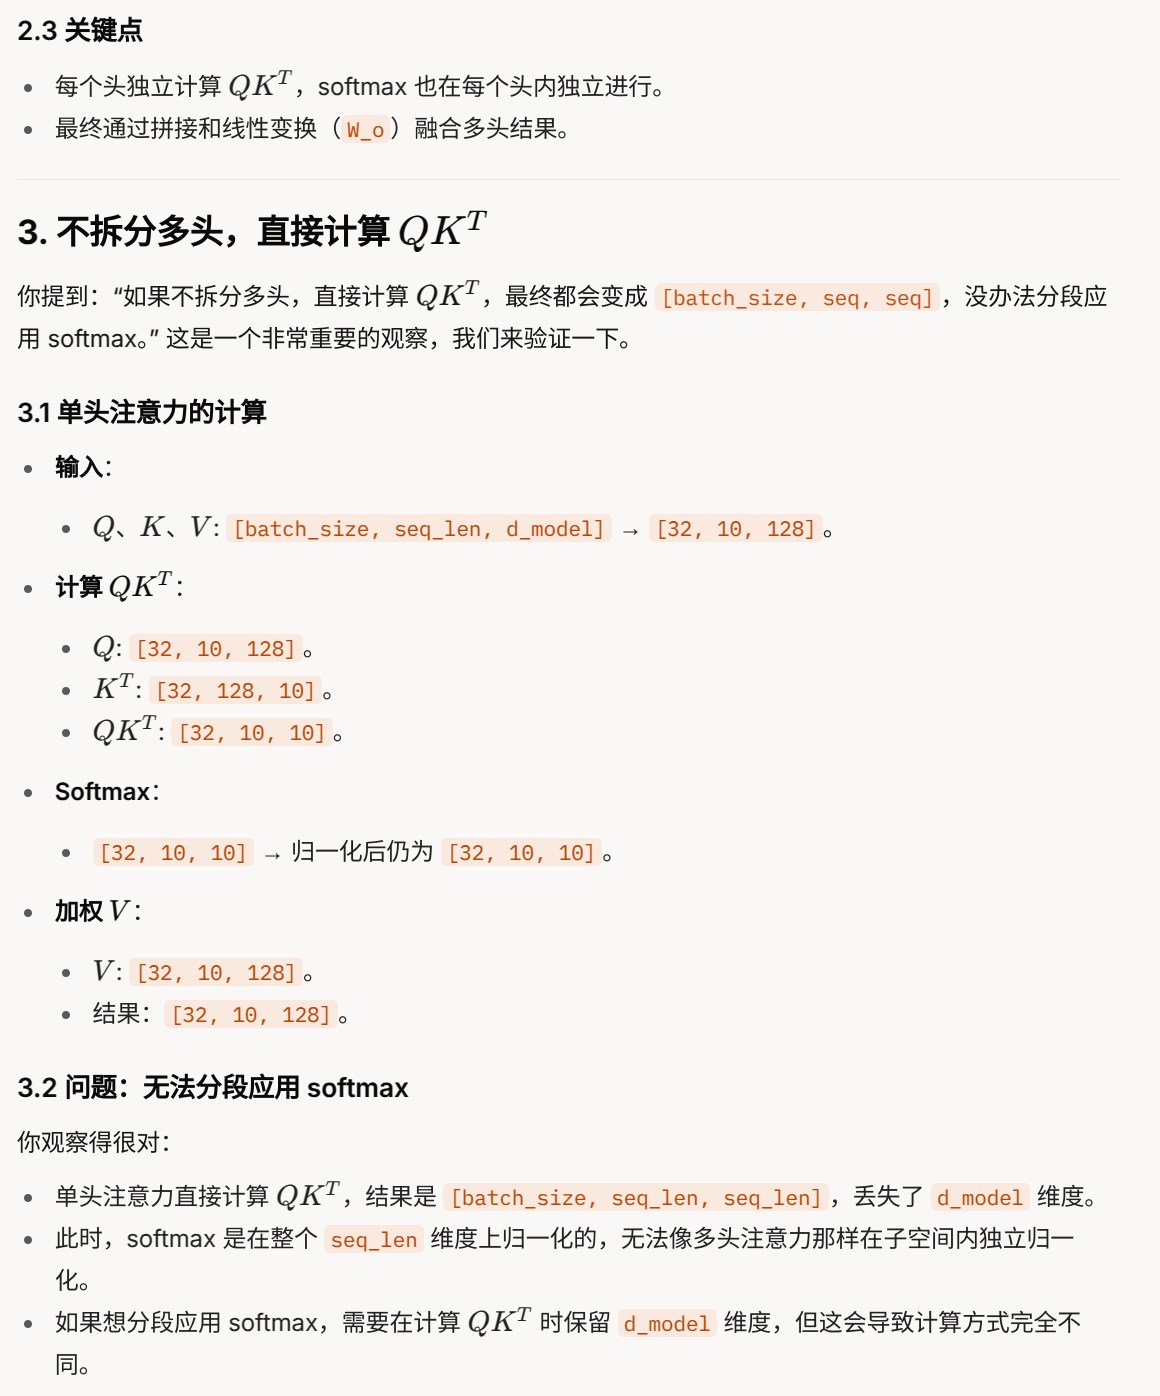 2.3 关键点
每个头独立计算 QK^T，softmax 也在每个头内独立进行。
最终通过拼接和线性变换（W_o）融合多头结果。
3. 不拆分多头，直接计算 QK^T
你提到：“如果不拆分多头，直接计算 QK^T，最终都会变成 [batch_size, seq, seq]，没办法分段应
用 softmax。” 这是一个非常重要的观察，我们来验证一下。
3.1 单头注意力的计算
输入：
Q、K、V: [batch_size, seq_len, d_model] → [32, 10, 128]。
计算 QK^T：
Q: [32, 10, 128]。
K^T: [32, 128, 10]。
QK^T: [32, 10, 10]。
Softmax：
[32, 10, 10] → 归一化后仍为 [32, 10, 10]。
加权 V：
V: [32, 10, 128]。
结果：[32, 10, 128]。
3.2 问题：无法分段应用 softmax
你观察得很对：
单头注意力直接计算 QK^T，结果是 [batch_size, seq_len, seq_len]，丢失了 d_model 维度。
此时，softmax 是在整个 seq_len 维度上归一化的，无法像多头注意力那样在子空间内独立归一
化。
如果想分段应用 softmax，需要在计算 QK^T 时保留 d_model 维度，但这会导致计算方式完全不
同。